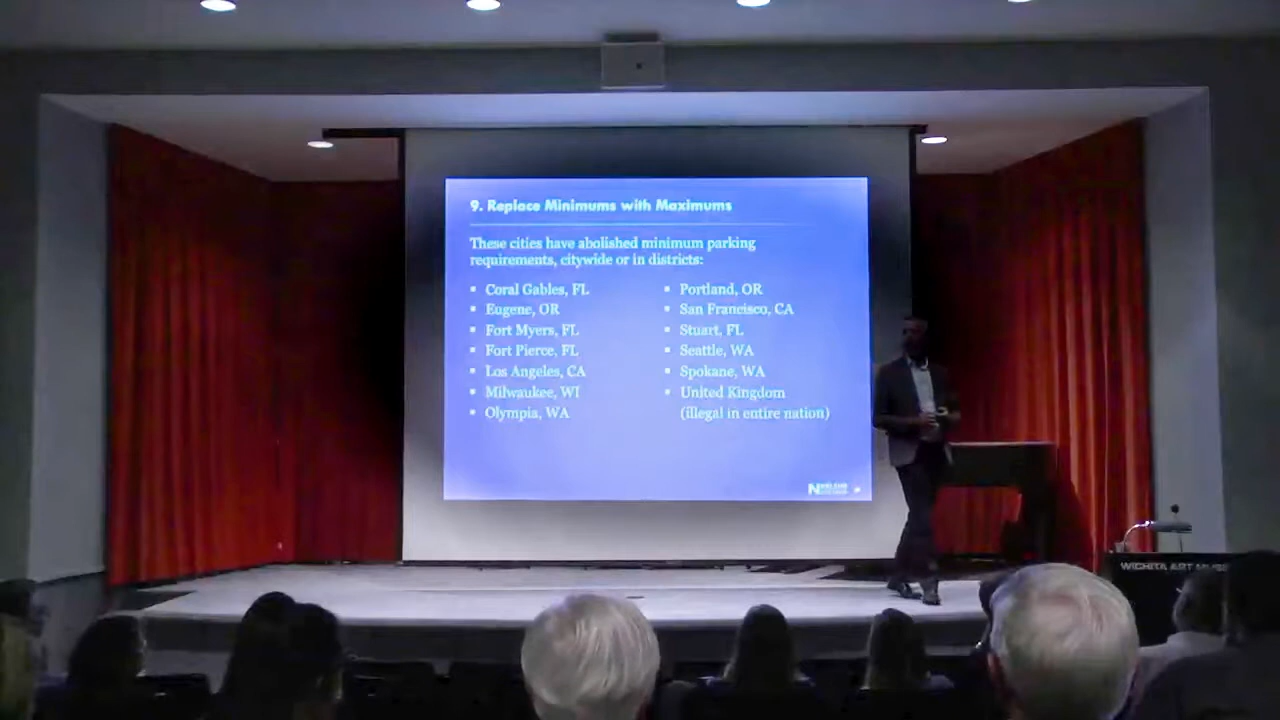 9. Replace Minimums with Maximums
These cities have abolished minimum parking
requirements, citywide or in districts:
▪ Coral Gables, FL
▪ Eugene, OR
▪ Fort Myers, FL
▪ Fort Pierce, FL
▪ Los Angeles, CA
▪ Milwaukee, WI
▪ Olympia, WA
▪ Portland, OR
▪ San Francisco, CA
▪ Stuart, FL
▪ Seattle, WA
▪ Spokane, WA
▪ United Kingdom
(illegal in entire nation)
WICHITA ART